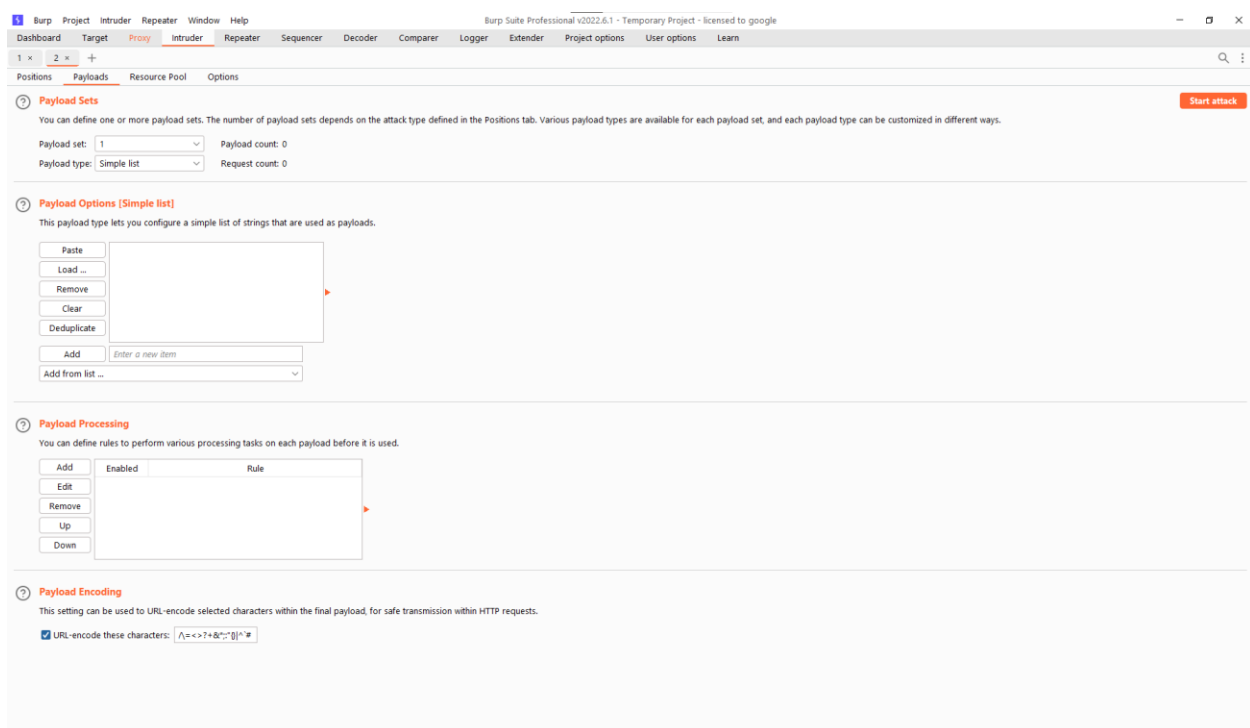 Burp Project Intruder Repeater Window Help
Burp Suite Professional v2022.6.1 - Temporary Project - licensed to google
Dashboard Target Proxy Intruder Repeater Sequencer Decoder Comparer Logger Extender Project options User options Learn
1 × 2 × +
Positions Payloads Resource Pool Options
? Payload Sets
Start attack
You can define one or more payload sets. The number of payload sets depends on the attack type defined in the Positions tab. Various payload types are available for each payload set, and each payload type can be customized in different ways.
Payload set: 1 Payload count: 0
Payload type: Simple list Request count: 0
? Payload Options [Simple list]
This payload type lets you configure a simple list of strings that are used as payloads.
Paste
Load ...
Remove
Clear
Deduplicate
Add Enter a new item
Add from list ...
? Payload Processing
You can define rules to perform various processing tasks on each payload before it is used.
Add Enabled Rule
Edit
Remove
Up
Down
? Payload Encoding
This setting can be used to URL-encode selected characters within the final payload, for safe transmission within HTTP requests.
URL-encode these characters: /\=<>?+&*;:"{}|^`#